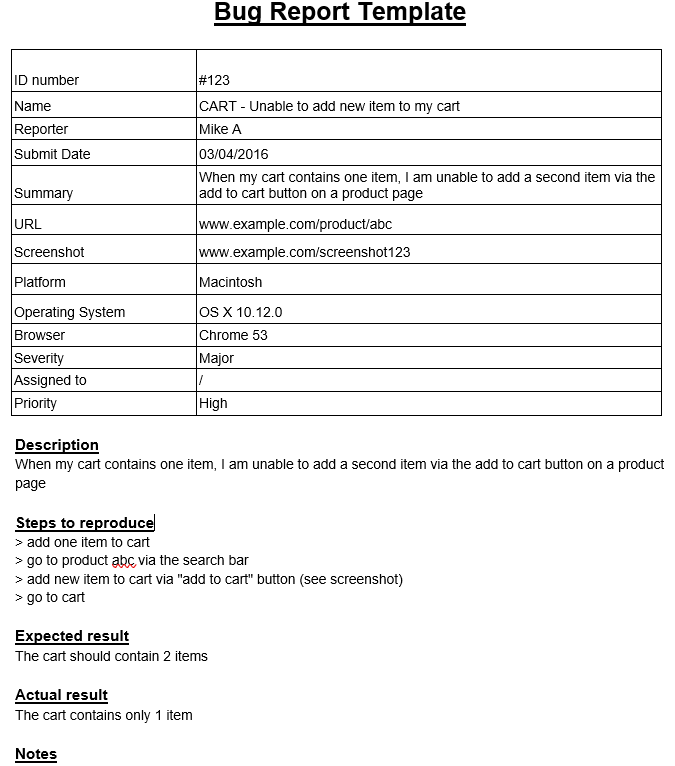 Bug Report Template
ID number #123
Name CART - Unable to add new item to my cart
Reporter Mike A
Submit Date 03/04/2016
When my cart contains one item, I am unable to add a second item via the
Summary add to cart button on a product page
URL www.example.com/product/abc
Screenshot www.example.com/screenshot123
Platform Macintosh
Operating System OS X 10.12.0
Browser Chrome 53
Severity Major
Assigned to /
Priority High
Description
When my cart contains one item, I am unable to add a second item via the add to cart button on a product
page
Steps to reproduce
> add one item to cart
> go to product abc via the search bar
> add new item to cart via "add to cart" button (see screenshot)
> go to cart
Expected result
The cart should contain 2 items
Actual result
The cart contains only 1 item
Notes